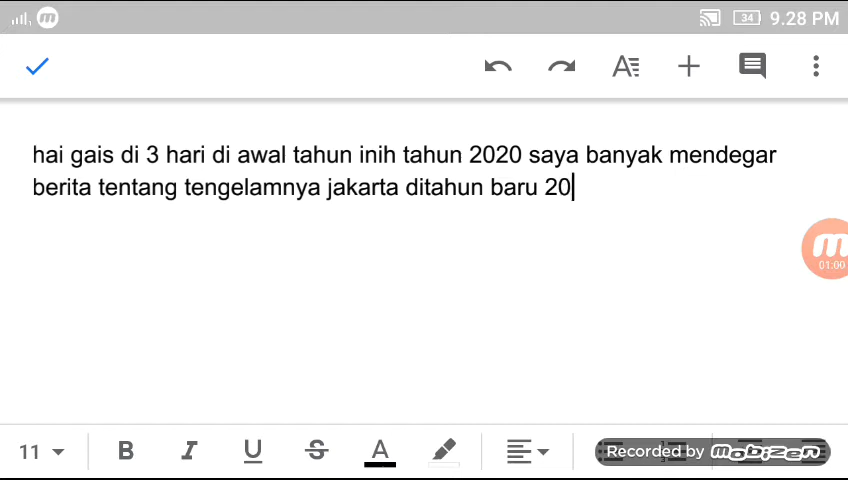 34 9.28 PM
hai gais di 3 hari di awal tahun inih tahun 2020 saya banyak mendegar
berita tentang tengelamnya jakarta ditahun baru 20
01:00
11 B I U S A
Recorded by mobizen